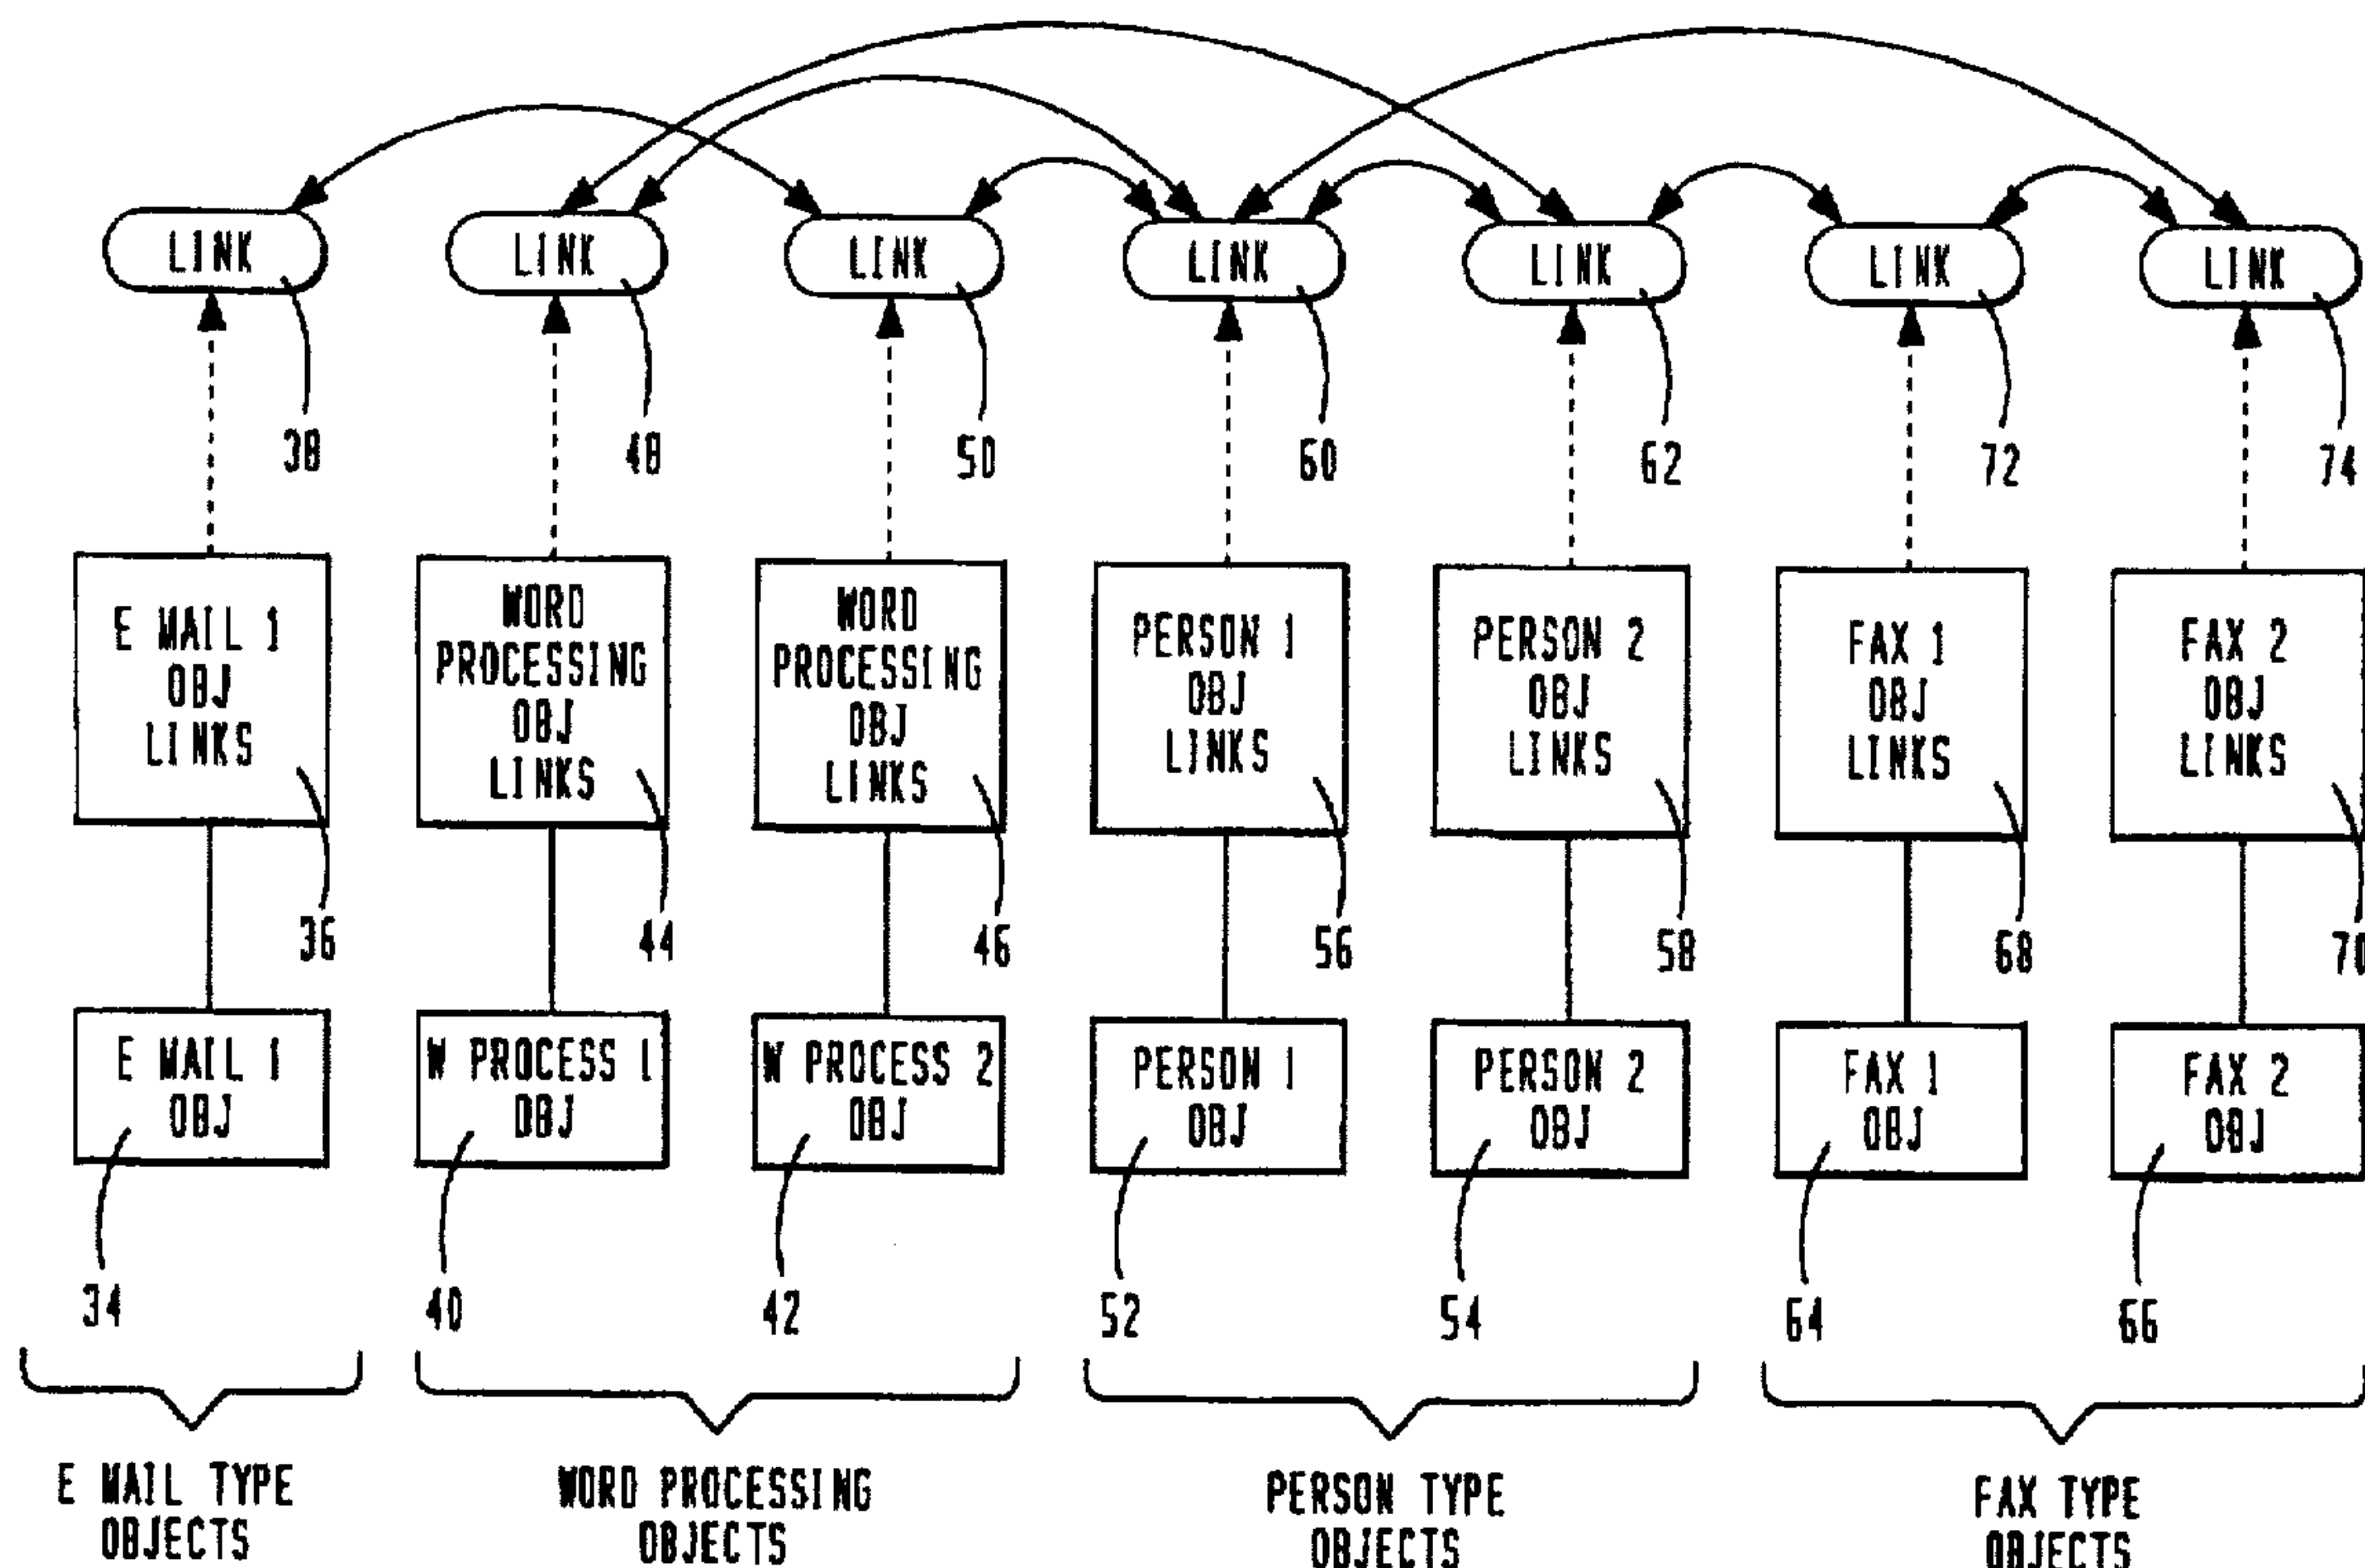 LINK
LINK
LINK
LINK
LINK
LINK
LINK
38
48
50
60
62
72
74
E MAIL 1
OBJ
LINKS
WORD
PROCESSING
OBJ
LINKS
WORD
PROCESSING
OBJ
LINKS
PERSON 1
OBJ
LINKS
PERSON 2
OBJ
LINKS
FAX 1
OBJ
LINKS
FAX 2
OBJ
LINKS
36
44
46
56
58
68
70
E MAIL 1
OBJ
W PROCESS 1
OBJ
W PROCESS 2
OBJ
PERSON 1
OBJ
PERSON 2
OBJ
FAX 1
OBJ
FAX 2
OBJ
34
40
42
52
54
64
66
E MAIL TYPE
OBJECTS
WORD PROCESSING
OBJECTS
PERSON TYPE
OBJECTS
FAX TYPE
OBJECTS